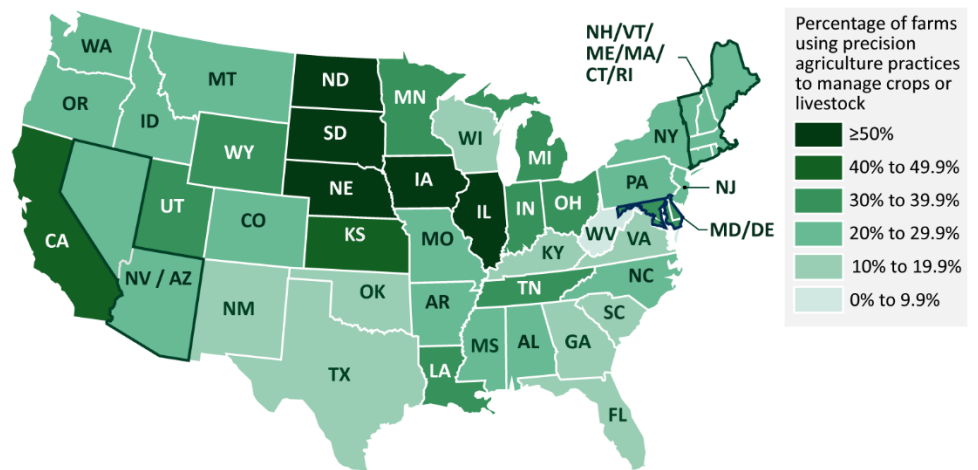 NH/VT/
ME/MA/
CT/RI
WA
MT
ND
MN
OR
ID
SD
WI
NY
WY
MI
NE
IA
PA
NJ
IL
IN
OH
UT
CO
CA
KS
MO
WV
VA
MD/DE
KY
NV / AZ
OK
TN
NC
NM
AR
SC
MS
AL
GA
TX
LA
FL
Percentage of farms
using precision
agriculture practices
to manage crops or
livestock
≥50%
40% to 49.9%
30% to 39.9%
20% to 29.9%
10% to 19.9%
0% to 9.9%